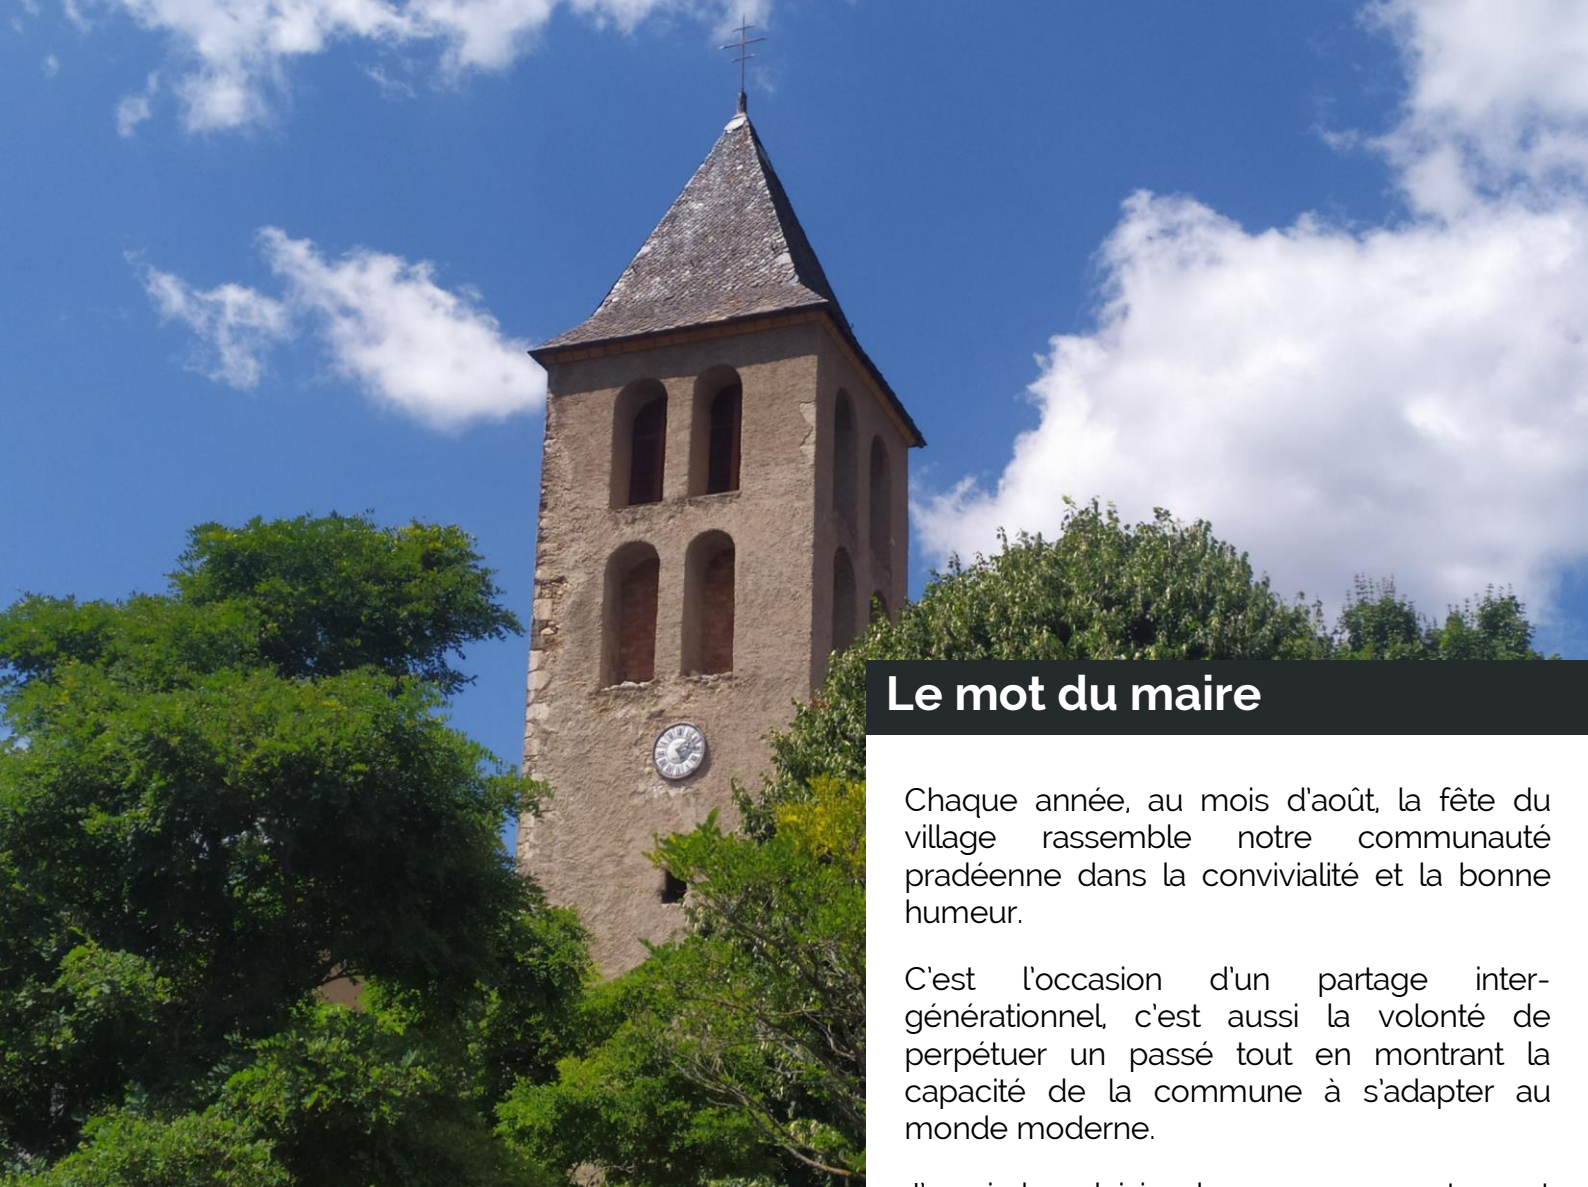 Le mot du maire
Chaque année, au mois d'août, la fête du
village rassemble notre communauté
pradéenne dans la convivialité et la bonne
humeur.
C'est l'occasion d'un partage inter-
générationnel, c'est aussi la volonté de
perpétuer un passé tout en montrant la
capacité de la commune à s'adapter au
monde moderne.